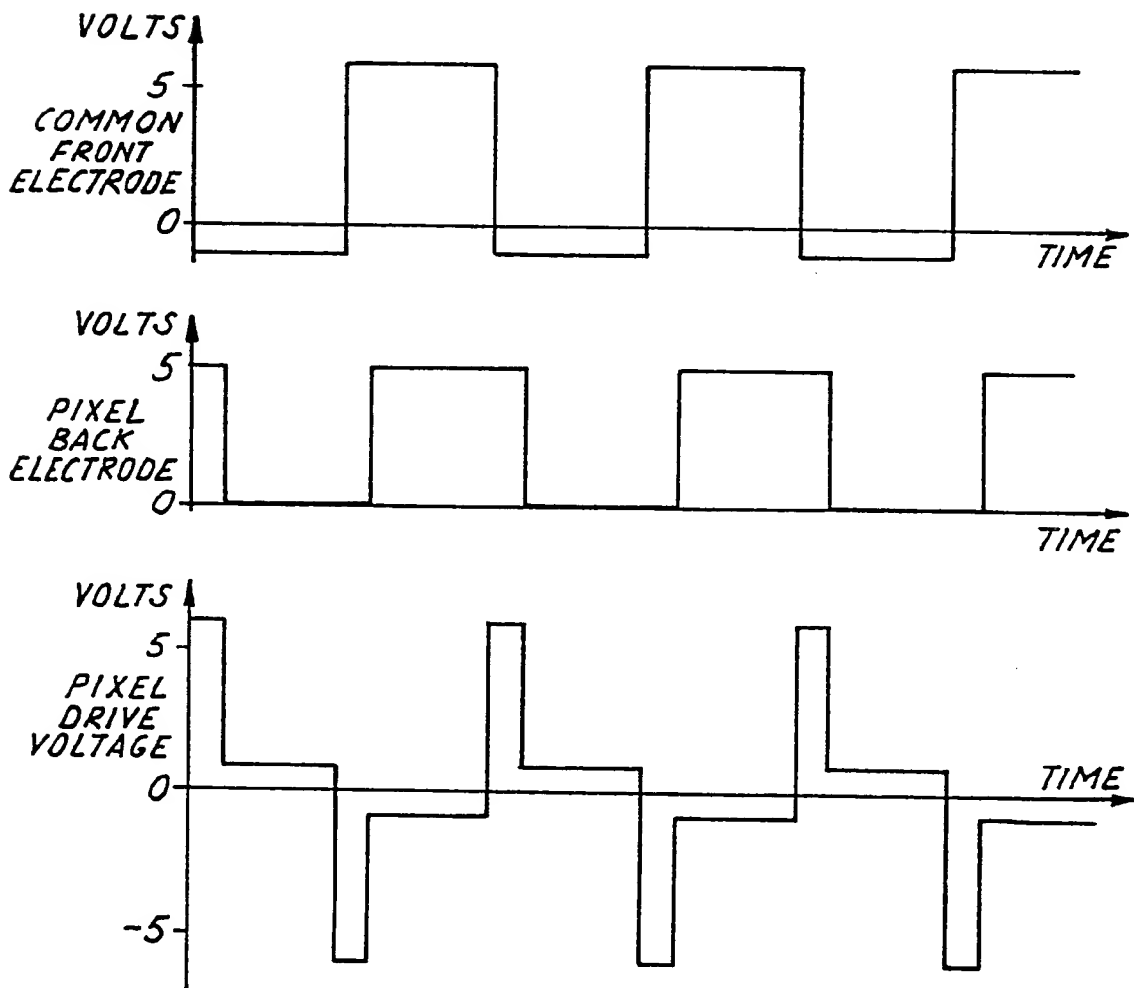 VOLTS
5
COMMON
FRONT
ELECTRODE
0
TIME
VOLTS
5
PIXEL
BACK
ELECTRODE
0
TIME
VOLTS
5
PIXEL
DRIVE
VOLTAGE
TIME
0
-5